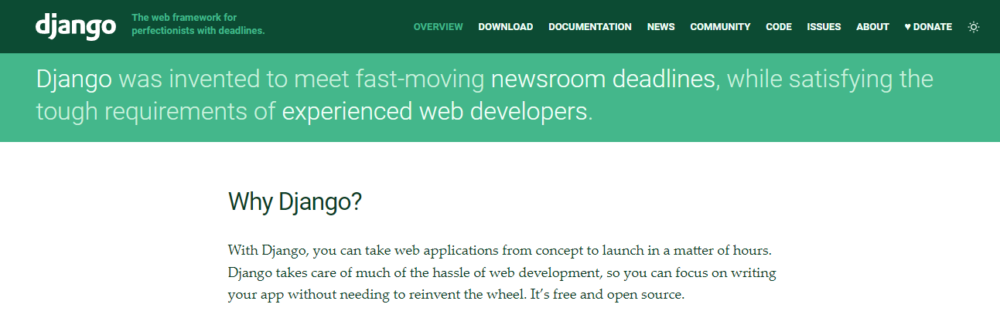 django
The web framework for
perfectionists with deadlines.
OVERVIEW DOWNLOAD DOCUMENTATION NEWS COMMUNITY CODE ISSUES ABOUT ♥ DONATE
Django was invented to meet fast-moving newsroom deadlines, while satisfying the
tough requirements of experienced web developers.
Why Django?
With Django, you can take web applications from concept to launch in a matter of hours.
Django takes care of much of the hassle of web development, so you can focus on writing
your app without needing to reinvent the wheel. It’s free and open source.